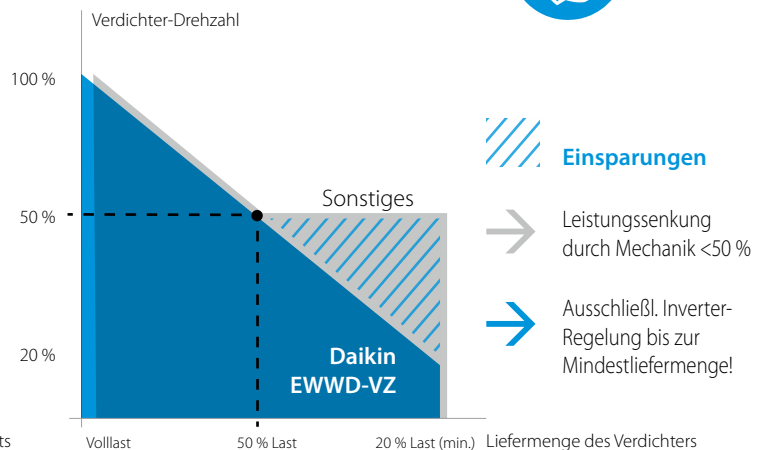 Verdichter-Drehzahl
100 %
50 %
20 %
Sonstiges
Daikin
EWWD-VZ
Einsparungen
Leistungssenkung
durch Mechanik <50 %
Ausschließl. Inverter-
Regelung bis zur
Mindestliefermenge!
ts
Volllast
50 % Last
20 % Last (min.)
Liefermenge des Verdichters